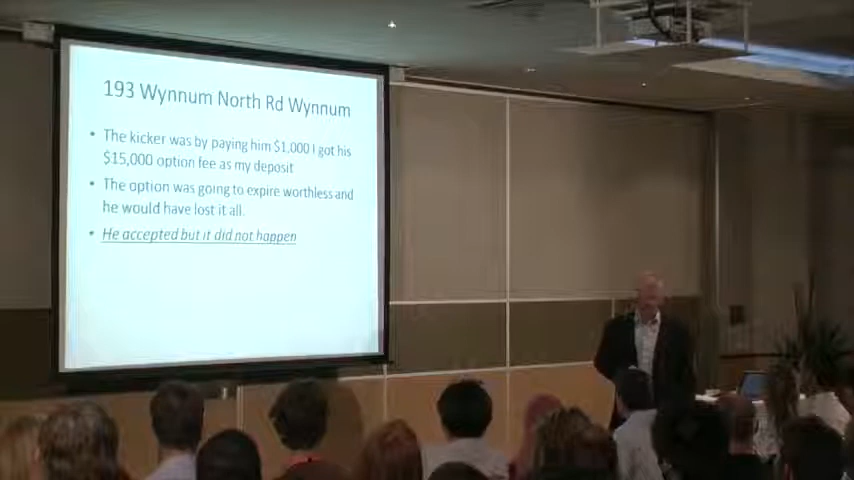 193 Wynnum North Rd Wynnum
• The kicker was by paying him $1,000 I got his
$15,000 option fee as my deposit
• The option was going to expire worthless and
he would have lost it all.
• He accepted but it did not happen